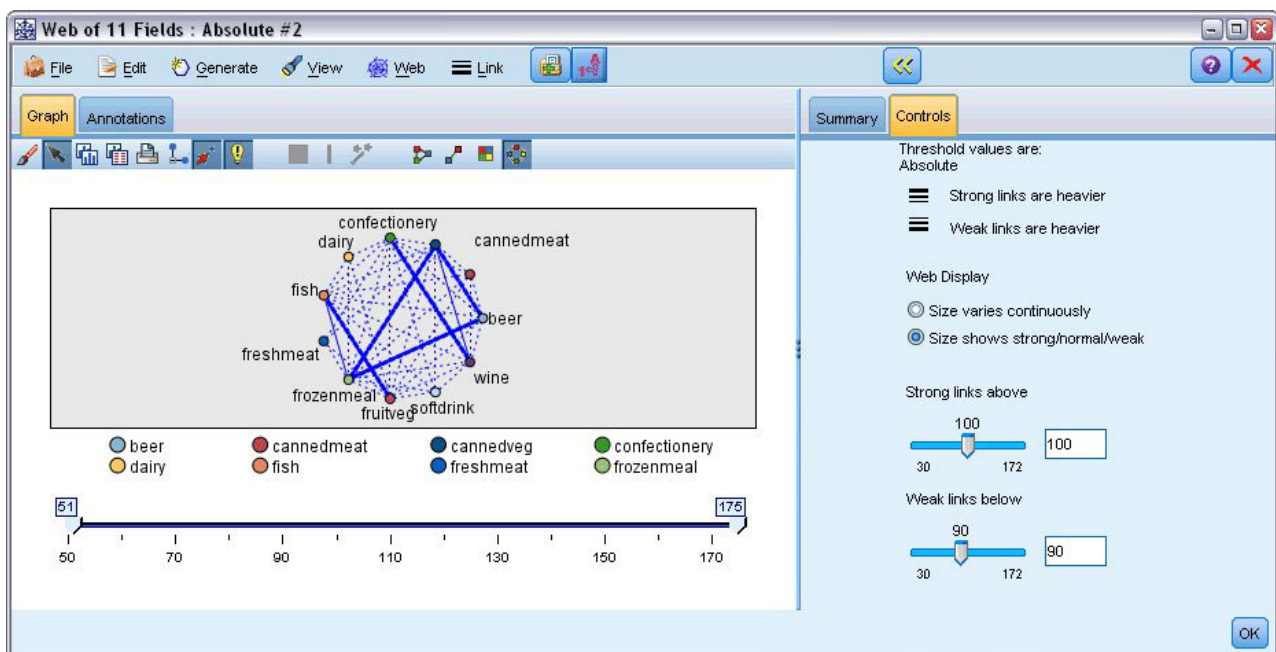 Web of 11 Fields : Absolute #2
File Edit Generate View Web Link
Graph Annotations
Summary Controls
Threshold values are:
Absolute
Strong links are heavier
Weak links are heavier
Web Display
Size varies continuously
Size shows strong/normal/weak
Strong links above
100
100
30 172
Weak links below
90
90
30 172
confectionery
dairy
cannedmeat
fish
beer
freshmeat
wine
frozenmeal
softdrink
fruitveg
beer cannedmeat cannedveg confectionery
dairy fish freshmeat frozenmeal
51 175
50 70 90 110 130 150 170
OK